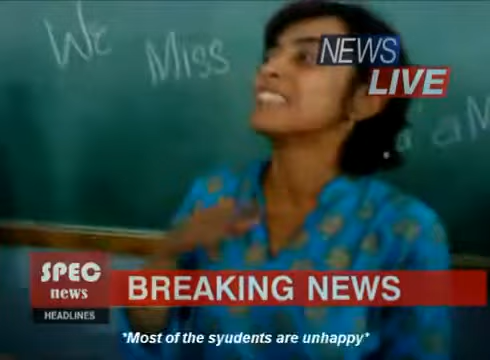 We Miss
NEWS
LIVE
SPEC
news
HEADLINES
BREAKING NEWS
*Most of the syudents are unhappy*